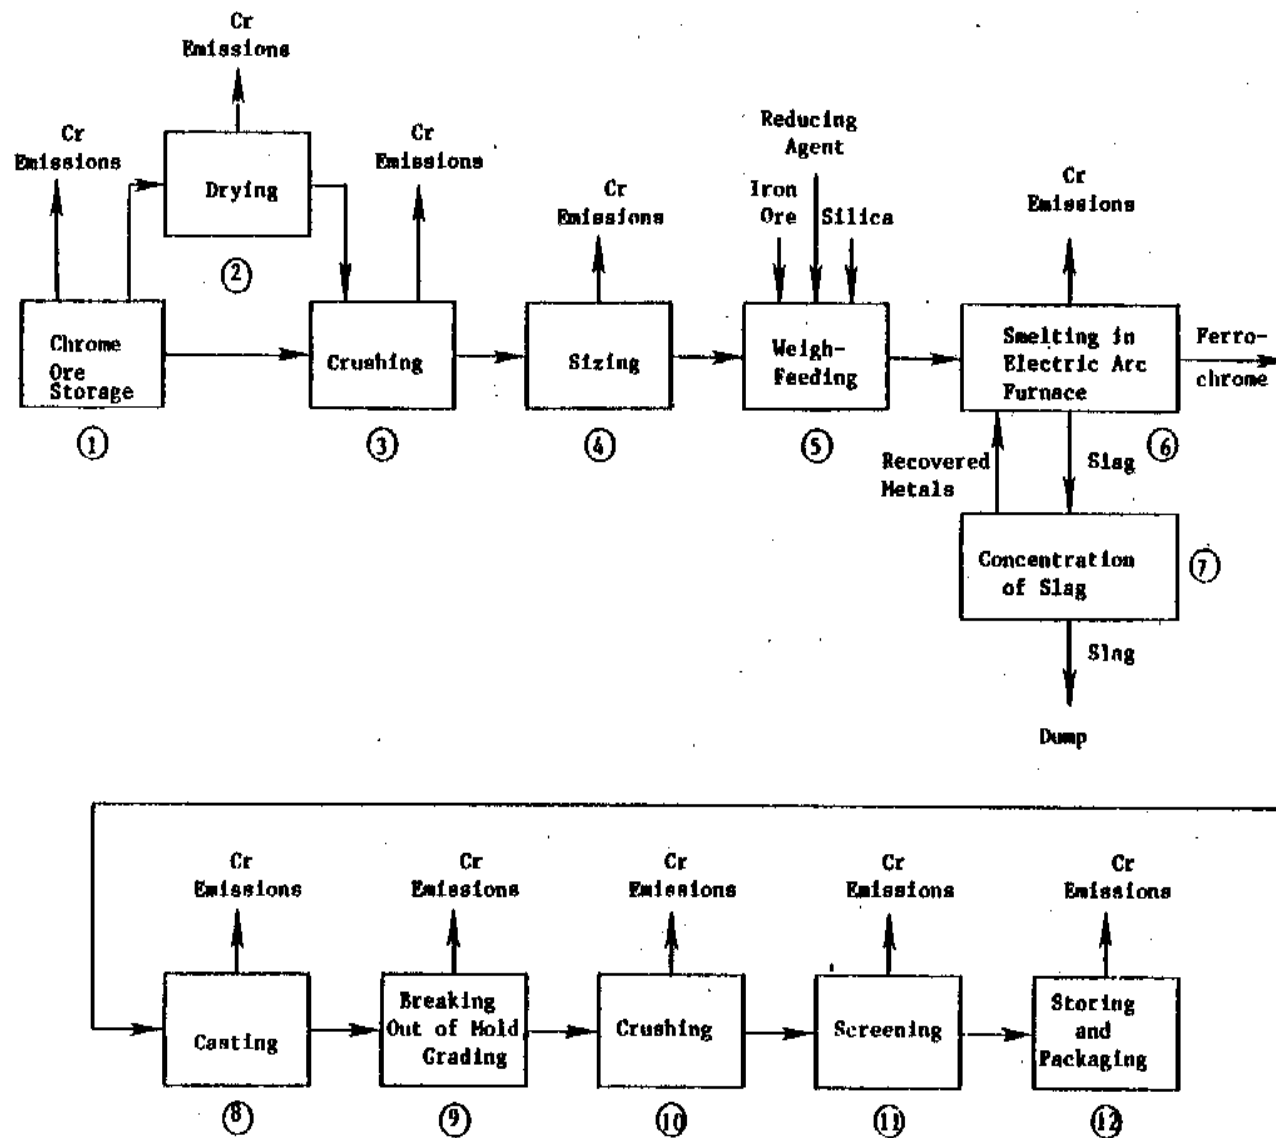 Cr
Emissions
Cr
Emissions
Drying
2
Cr
Emissions
Chrome
Ore
Storage
1
Crushing
3
Cr
Emissions
Sizing
4
Reducing
Agent
Iron
Ore
Silica
Weigh-
Feeding
5
Cr
Emissions
Smelting in
Electric Arc
Furnace
6
Ferro-
chrome
Recovered
Metals
Slag
Concentration
of Slag
7
Slag
Dump
Cr
Emissions
Casting
8
Cr
Emissions
Breaking
Out of Mold
Grading
9
Cr
Emissions
Crushing
10
Cr
Emissions
Screening
11
Cr
Emissions
Storing
and
Packaging
12